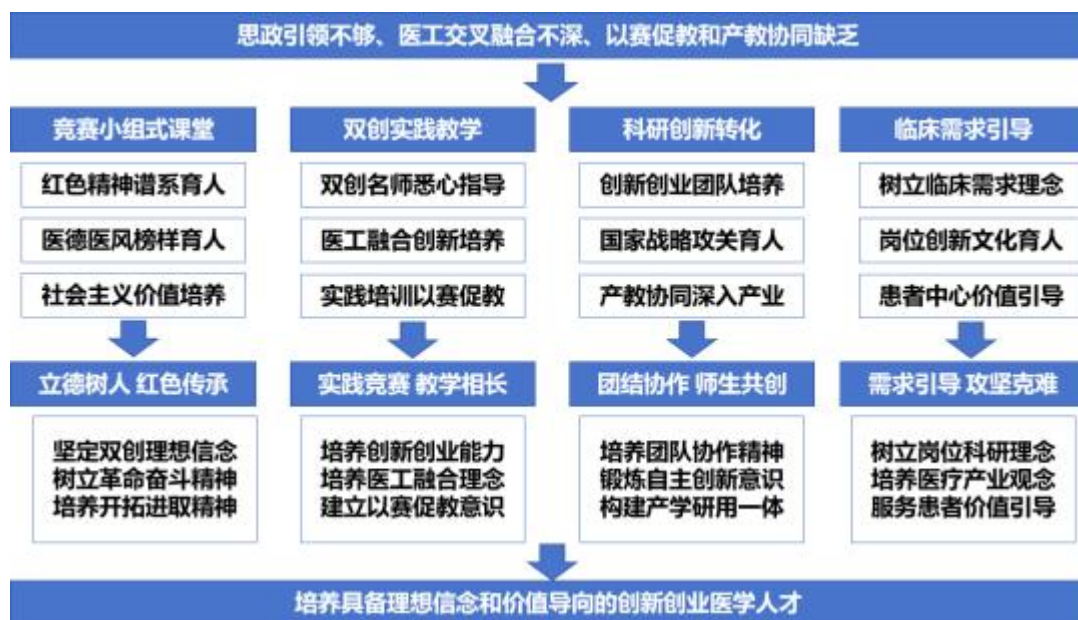 思政引领不够、医工交叉融合不深、以赛促教和产教协同缺乏
竞赛小组式课堂
双创实践教学
科研创新转化
临床需求引导
红色精神谱系育人
双创名师悉心指导
创新创业团队培养
树立临床需求理念
医德医风榜样育人
医工融合创新培养
国家战略攻关育人
岗位创新文化育人
社会主义价值培养
实践培训以赛促教
产教协同深入产业
患者中心价值引导
立德树人 红色传承
实践竞赛 教学相长
团结协作 师生共创
需求引导 攻坚克难
坚定双创理想信念
树立革命奋斗精神
培养开拓进取精神
培养创新创业能力
培养医工融合理念
建立以赛促教意识
培养团队协作精神
锻炼自主创新意识
构建产学研用一体
树立岗位科研理念
培养医疗产业观念
服务患者价值引导
培养具备理想信念和价值导向的创新创业医学人才